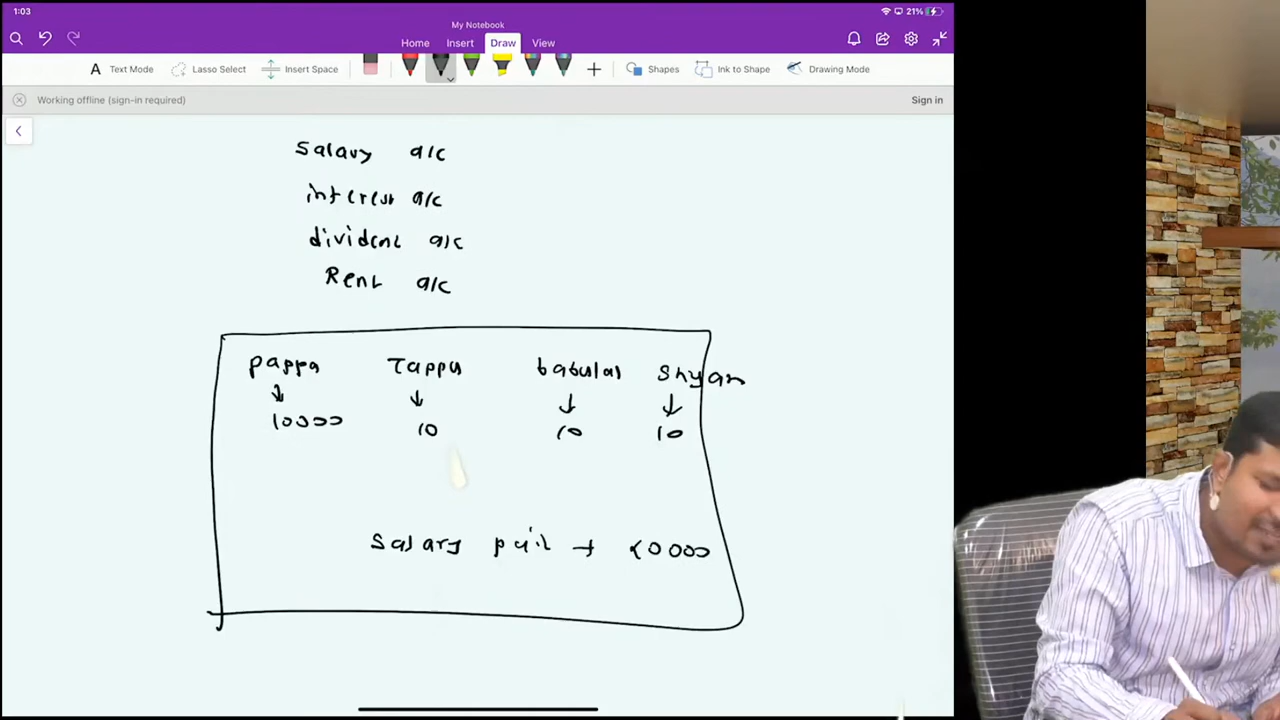 1:03
21%
My Notebook
Home Insert Draw View
Text Mode Lasso Select Insert Space Shapes Ink to Shape Drawing Mode
Working offline (sign-in required) Sign in
Salary a/c
interest a/c
divident a/c
Rent a/c
pappu Tappu babulal Shyam
10000 10 10 10
Salary paid → 40000